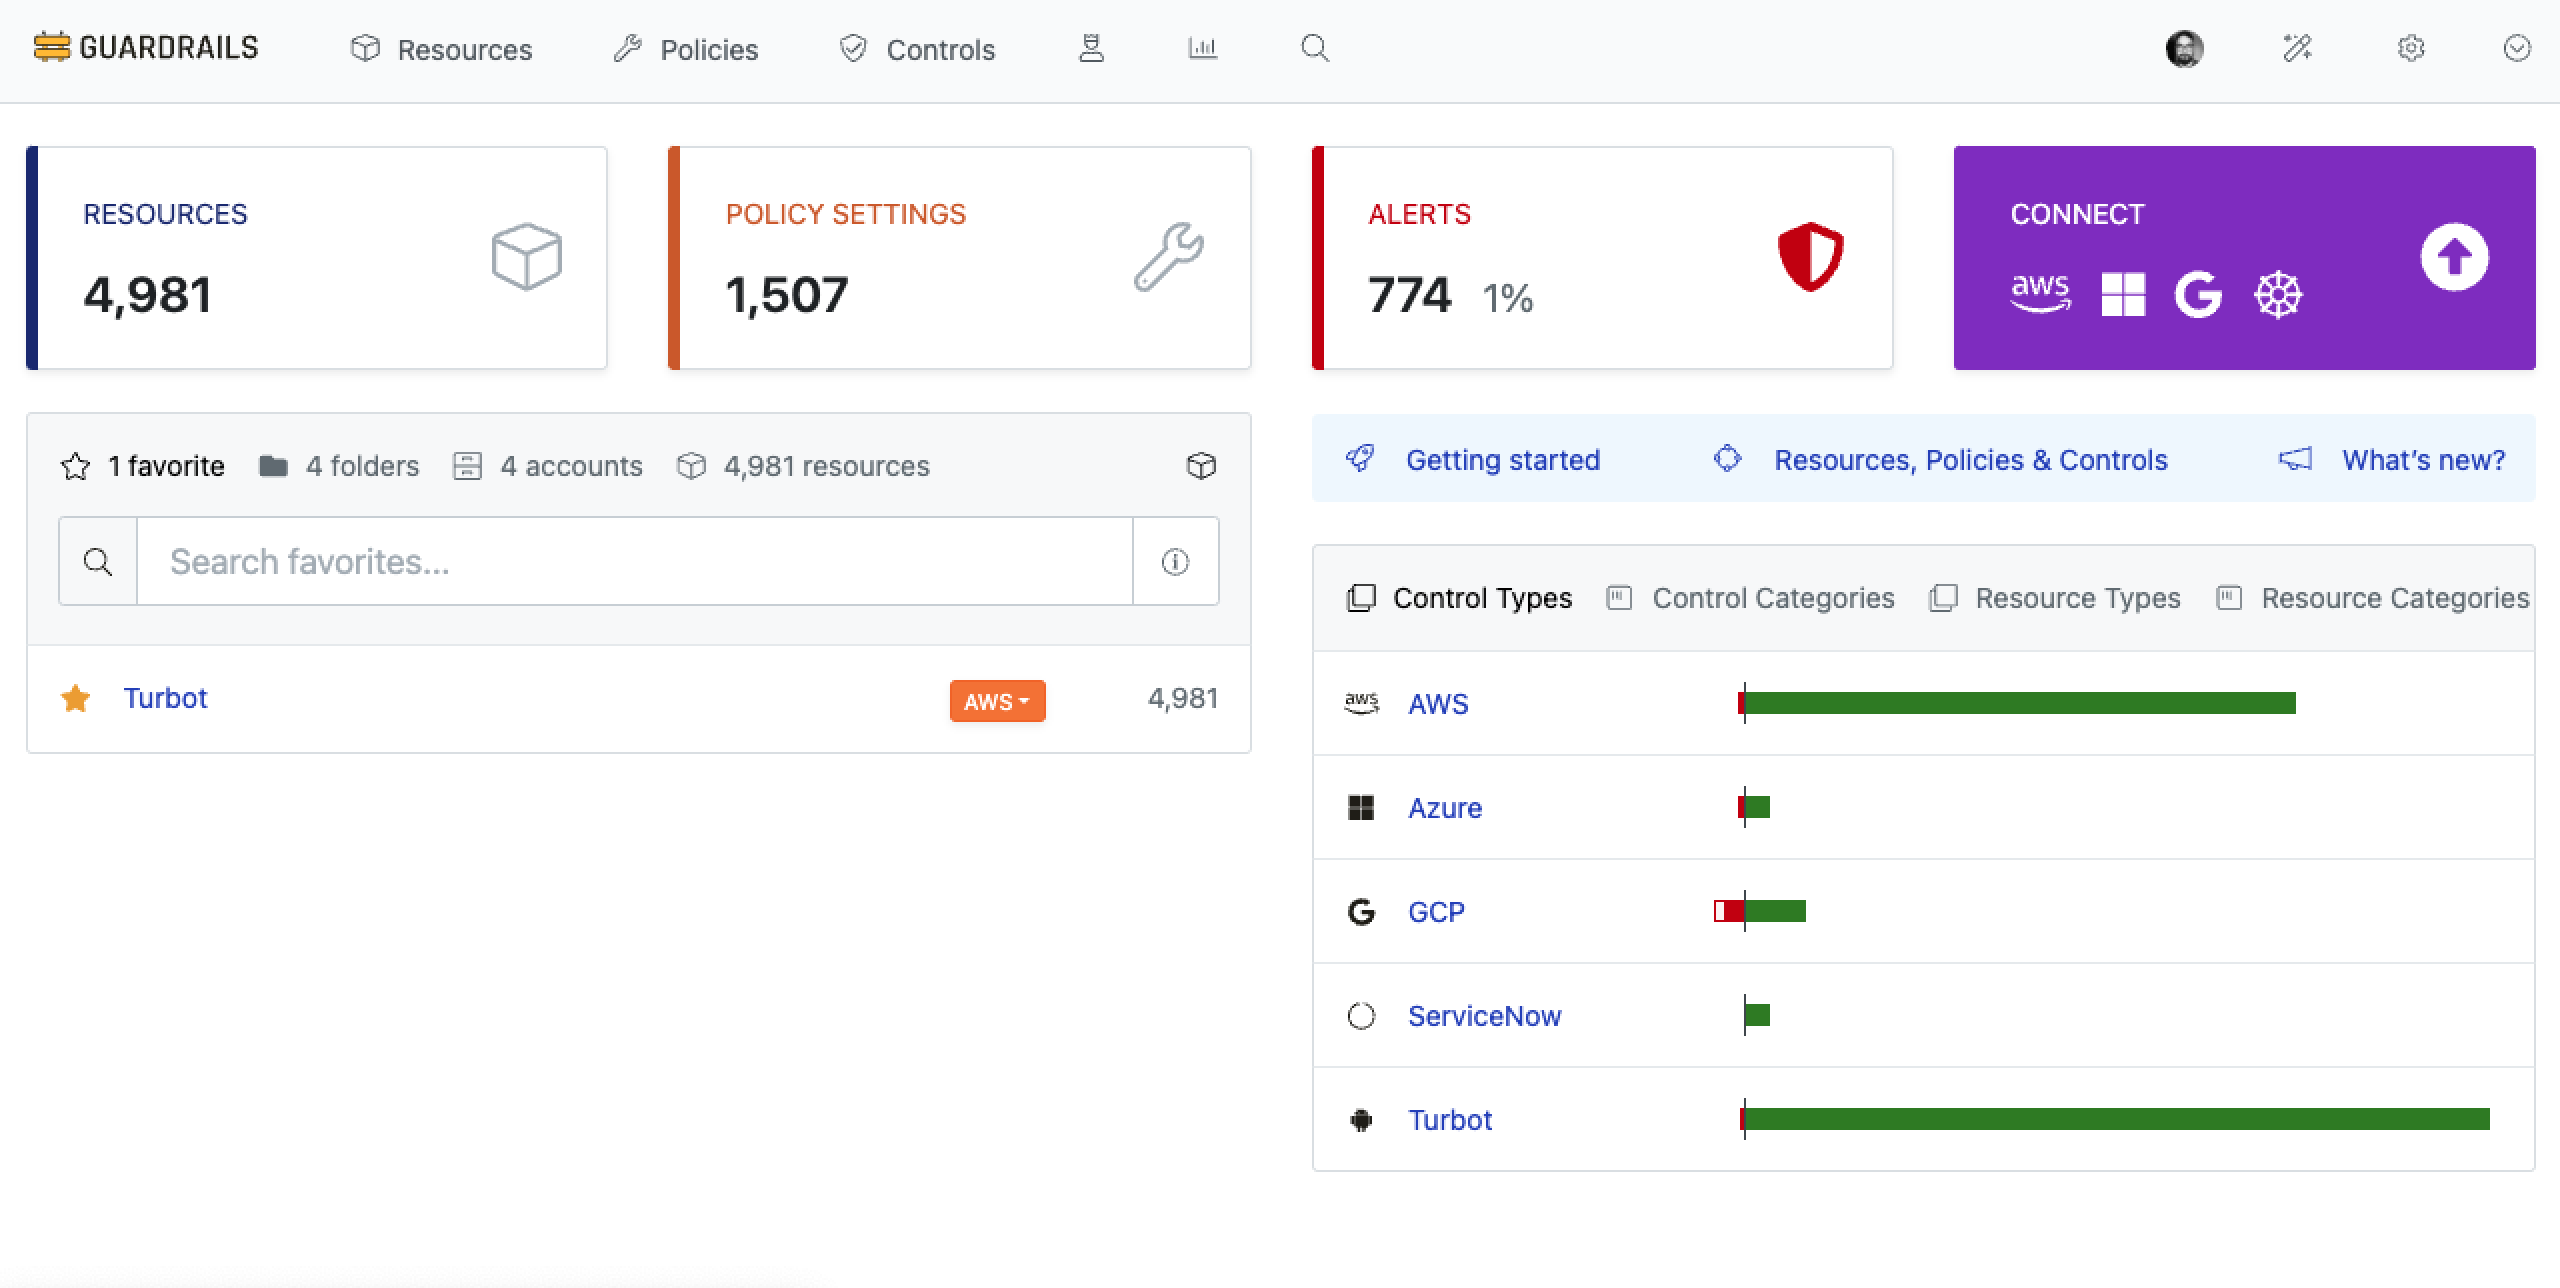 GUARDRAILS
Resources
Policies
Controls
RESOURCES
4,981
POLICY SETTINGS
1,507
ALERTS
774 1%
CONNECT
aws
1 favorite
4 folders
4 accounts
4,981 resources
Search favorites...
Turbot
AWS
4,981
Getting started
Resources, Policies & Controls
What's new?
Control Types
Control Categories
Resource Types
Resource Categories
aws AWS
Azure
G GCP
ServiceNow
Turbot